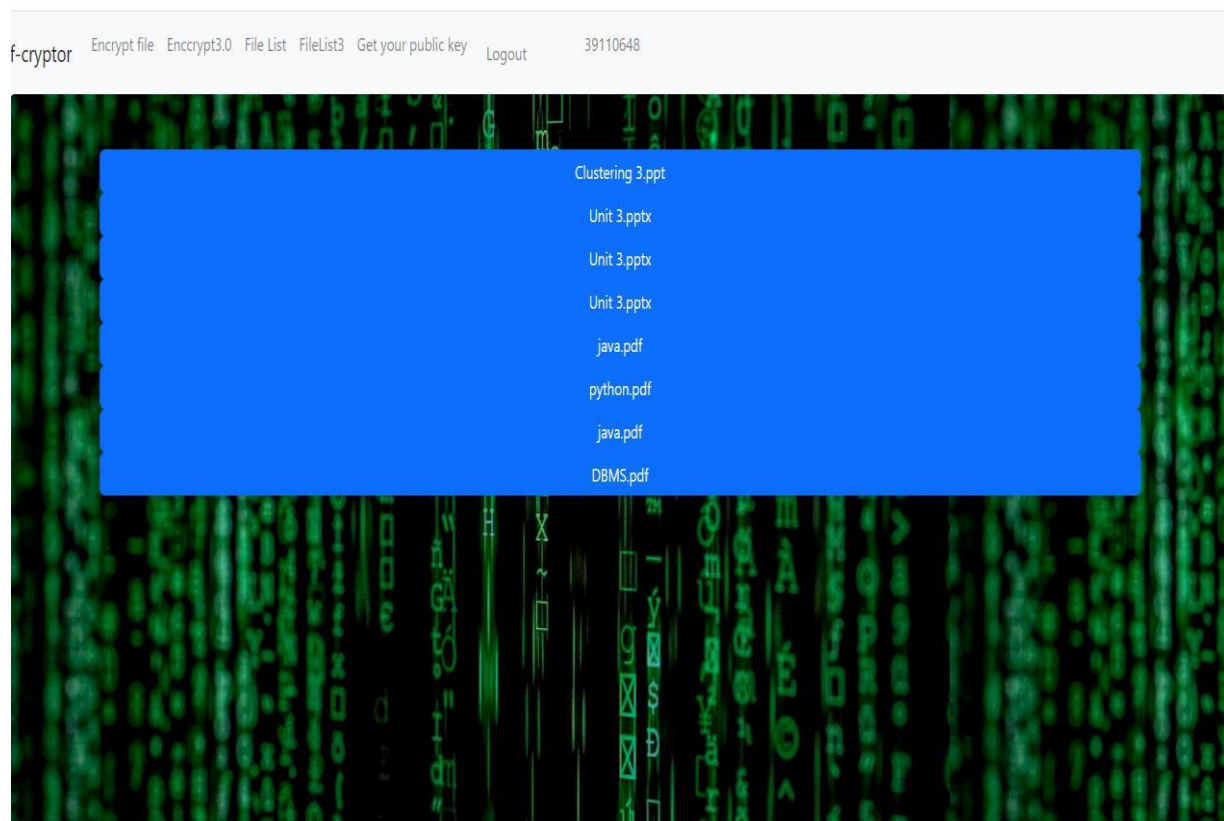 f-cryptor Encrypt file Enccrypt3.0 File List FileList3 Get your public key Logout 39110648
Clustering 3.ppt
Unit 3.pptx
Unit 3.pptx
Unit 3.pptx
java.pdf
python.pdf
java.pdf
DBMS.pdf